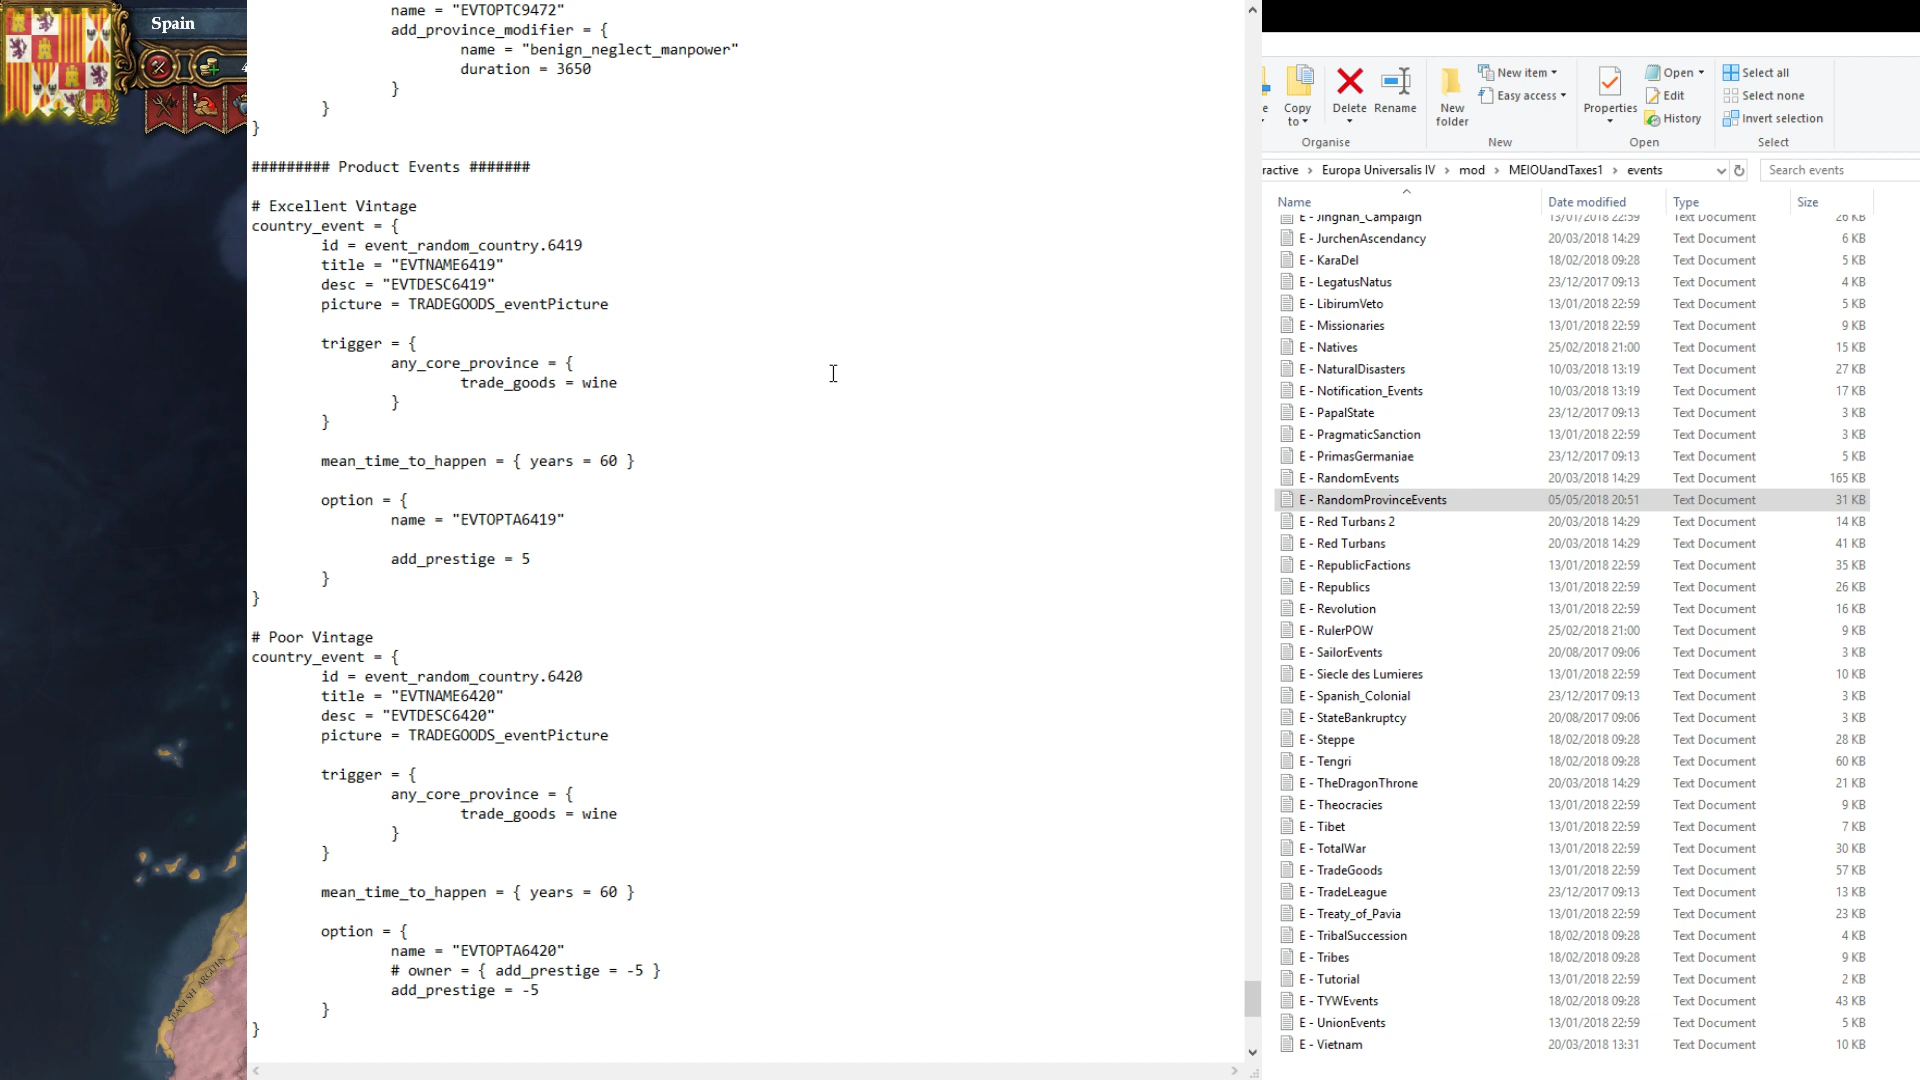 Spain
name = "EVTOPTC9472"
add_province_modifier = {
name = "benign_neglect_manpower"
duration = 3650
}
}
}
######### Product Events #######
# Excellent Vintage
country_event = {
id = event_random_country.6419
title = "EVTNAME6419"
desc = "EVTDESC6419"
picture = TRADEGOODS_eventPicture
trigger = {
any_core_province = {
trade_goods = wine
}
}
mean_time_to_happen = { years = 60 }
option = {
name = "EVTOPTA6419"
add_prestige = 5
}
}
# Poor Vintage
country_event = {
id = event_random_country.6420
title = "EVTNAME6420"
desc = "EVTDESC6420"
picture = TRADEGOODS_eventPicture
trigger = {
any_core_province = {
trade_goods = wine
}
}
mean_time_to_happen = { years = 60 }
option = {
name = "EVTOPTA6420"
# owner = { add_prestige = -5 }
add_prestige = -5
}
}
SPANISH ARGUIN
Copy to
Delete
Rename
Organise
New folder
New item
Easy access
New
Properties
Open
Edit
History
Open
Select all
Select none
Invert selection
Select
ractive > Europa Universalis IV > mod > MEIOUandTaxes1 > events
Search events
Name Date modified Type Size
E - Jinghan_Campaign 13/01/2018 22:59 Text Document 26 KB
E - JurchenAscendancy 20/03/2018 14:29 Text Document 6 KB
E - KaraDel 18/02/2018 09:28 Text Document 5 KB
E - LegatusNatus 23/12/2017 09:13 Text Document 4 KB
E - LibirumVeto 13/01/2018 22:59 Text Document 5 KB
E - Missionaries 13/01/2018 22:59 Text Document 9 KB
E - Natives 25/02/2018 21:00 Text Document 15 KB
E - NaturalDisasters 10/03/2018 13:19 Text Document 27 KB
E - Notification_Events 10/03/2018 13:19 Text Document 17 KB
E - PapalState 23/12/2017 09:13 Text Document 3 KB
E - PragmaticSanction 13/01/2018 22:59 Text Document 3 KB
E - PrimasGermaniae 23/12/2017 09:13 Text Document 5 KB
E - RandomEvents 20/03/2018 14:29 Text Document 165 KB
E - RandomProvinceEvents 05/05/2018 20:51 Text Document 31 KB
E - Red Turbans 2 20/03/2018 14:29 Text Document 14 KB
E - Red Turbans 20/03/2018 14:29 Text Document 41 KB
E - RepublicFactions 13/01/2018 22:59 Text Document 35 KB
E - Republics 13/01/2018 22:59 Text Document 26 KB
E - Revolution 13/01/2018 22:59 Text Document 16 KB
E - RulerPOW 25/02/2018 21:00 Text Document 9 KB
E - SailorEvents 20/08/2017 09:06 Text Document 3 KB
E - Siecle des Lumieres 13/01/2018 22:59 Text Document 10 KB
E - Spanish_Colonial 23/12/2017 09:13 Text Document 3 KB
E - StateBankruptcy 20/08/2017 09:06 Text Document 3 KB
E - Steppe 18/02/2018 09:28 Text Document 28 KB
E - Tengri 18/02/2018 09:28 Text Document 60 KB
E - TheDragonThrone 20/03/2018 14:29 Text Document 21 KB
E - Theocracies 13/01/2018 22:59 Text Document 9 KB
E - Tibet 13/01/2018 22:59 Text Document 7 KB
E - TotalWar 13/01/2018 22:59 Text Document 30 KB
E - TradeGoods 13/01/2018 22:59 Text Document 57 KB
E - TradeLeague 23/12/2017 09:13 Text Document 13 KB
E - Treaty_of_Pavia 13/01/2018 22:59 Text Document 23 KB
E - TribalSuccession 18/02/2018 09:28 Text Document 4 KB
E - Tribes 18/02/2018 09:28 Text Document 9 KB
E - Tutorial 13/01/2018 22:59 Text Document 2 KB
E - TYWEvents 18/02/2018 09:28 Text Document 43 KB
E - UnionEvents 13/01/2018 22:59 Text Document 5 KB
E - Vietnam 20/03/2018 13:31 Text Document 10 KB